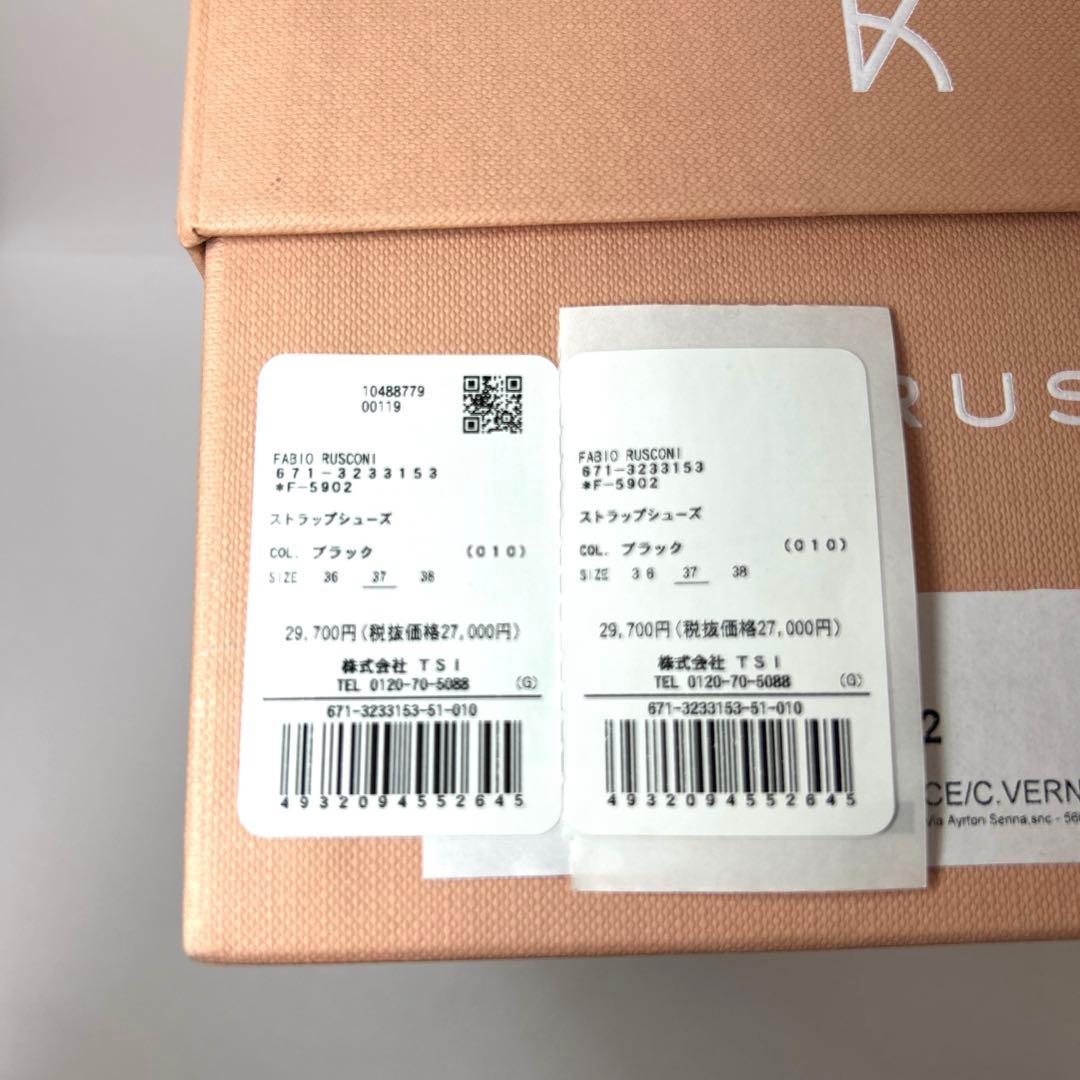 RUS
10488779
00119
FABIO RUSCONI
671-3233153
*F-5902
ストラップシューズ
COL. ブラック (010)
SIZE 36 37 38
29,700円(税抜価格27,000円)
株式会社 TSI
TEL 0120-70-5088 (G)
671-3233153-51-010
4932094552645
FABIO RUSCONI
671-3233153
*F-5902
ストラップシューズ
COL. ブラック (010)
SIZE 36 37 38
29,700円(税抜価格27,000円)
株式会社 TSI
TEL 0120-70-5088 (G)
671-3233153-51-010
4932094552645
2
CE/C.VERN
Via Ayrton Senna,snc - 56